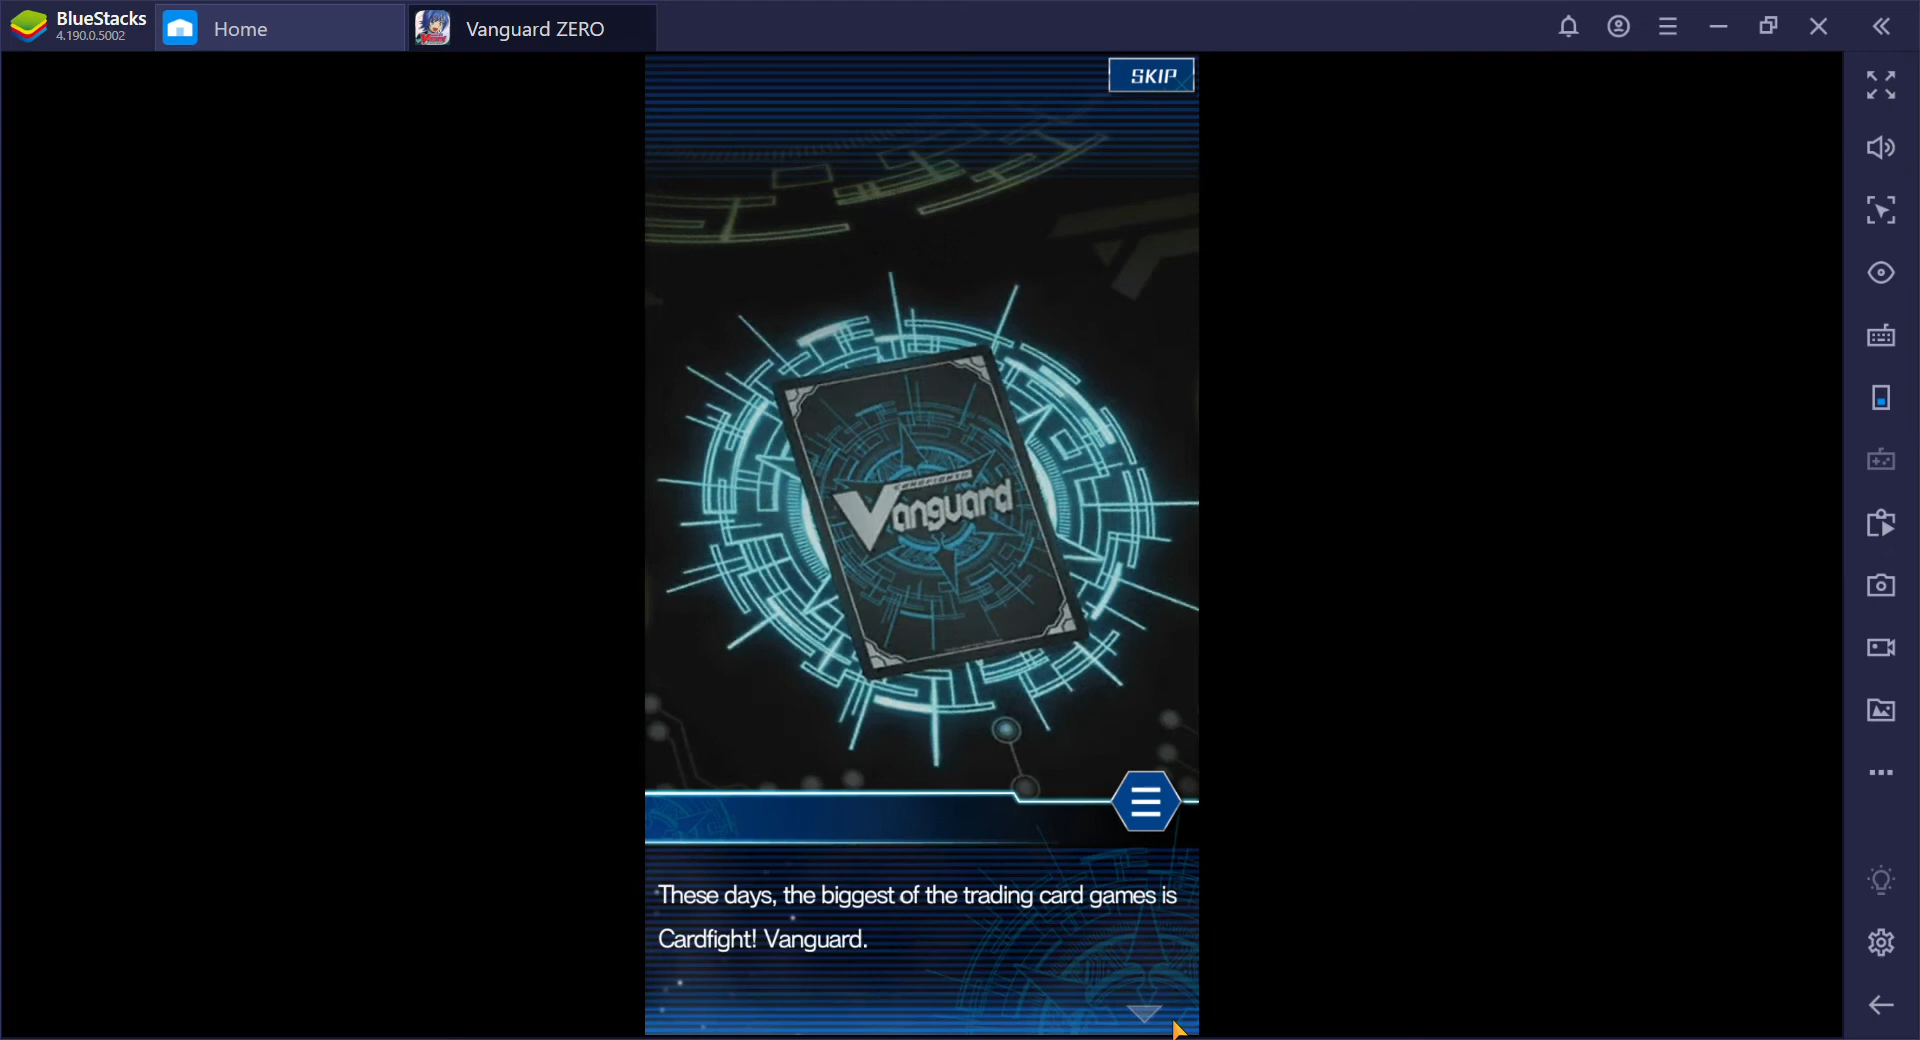 BlueStacks
4.190.0.5002
Home
Vanguard ZERO
SKIP
CARDFIGHT!!
Vanguard
These days, the biggest of the trading card games is
Cardfight! Vanguard.